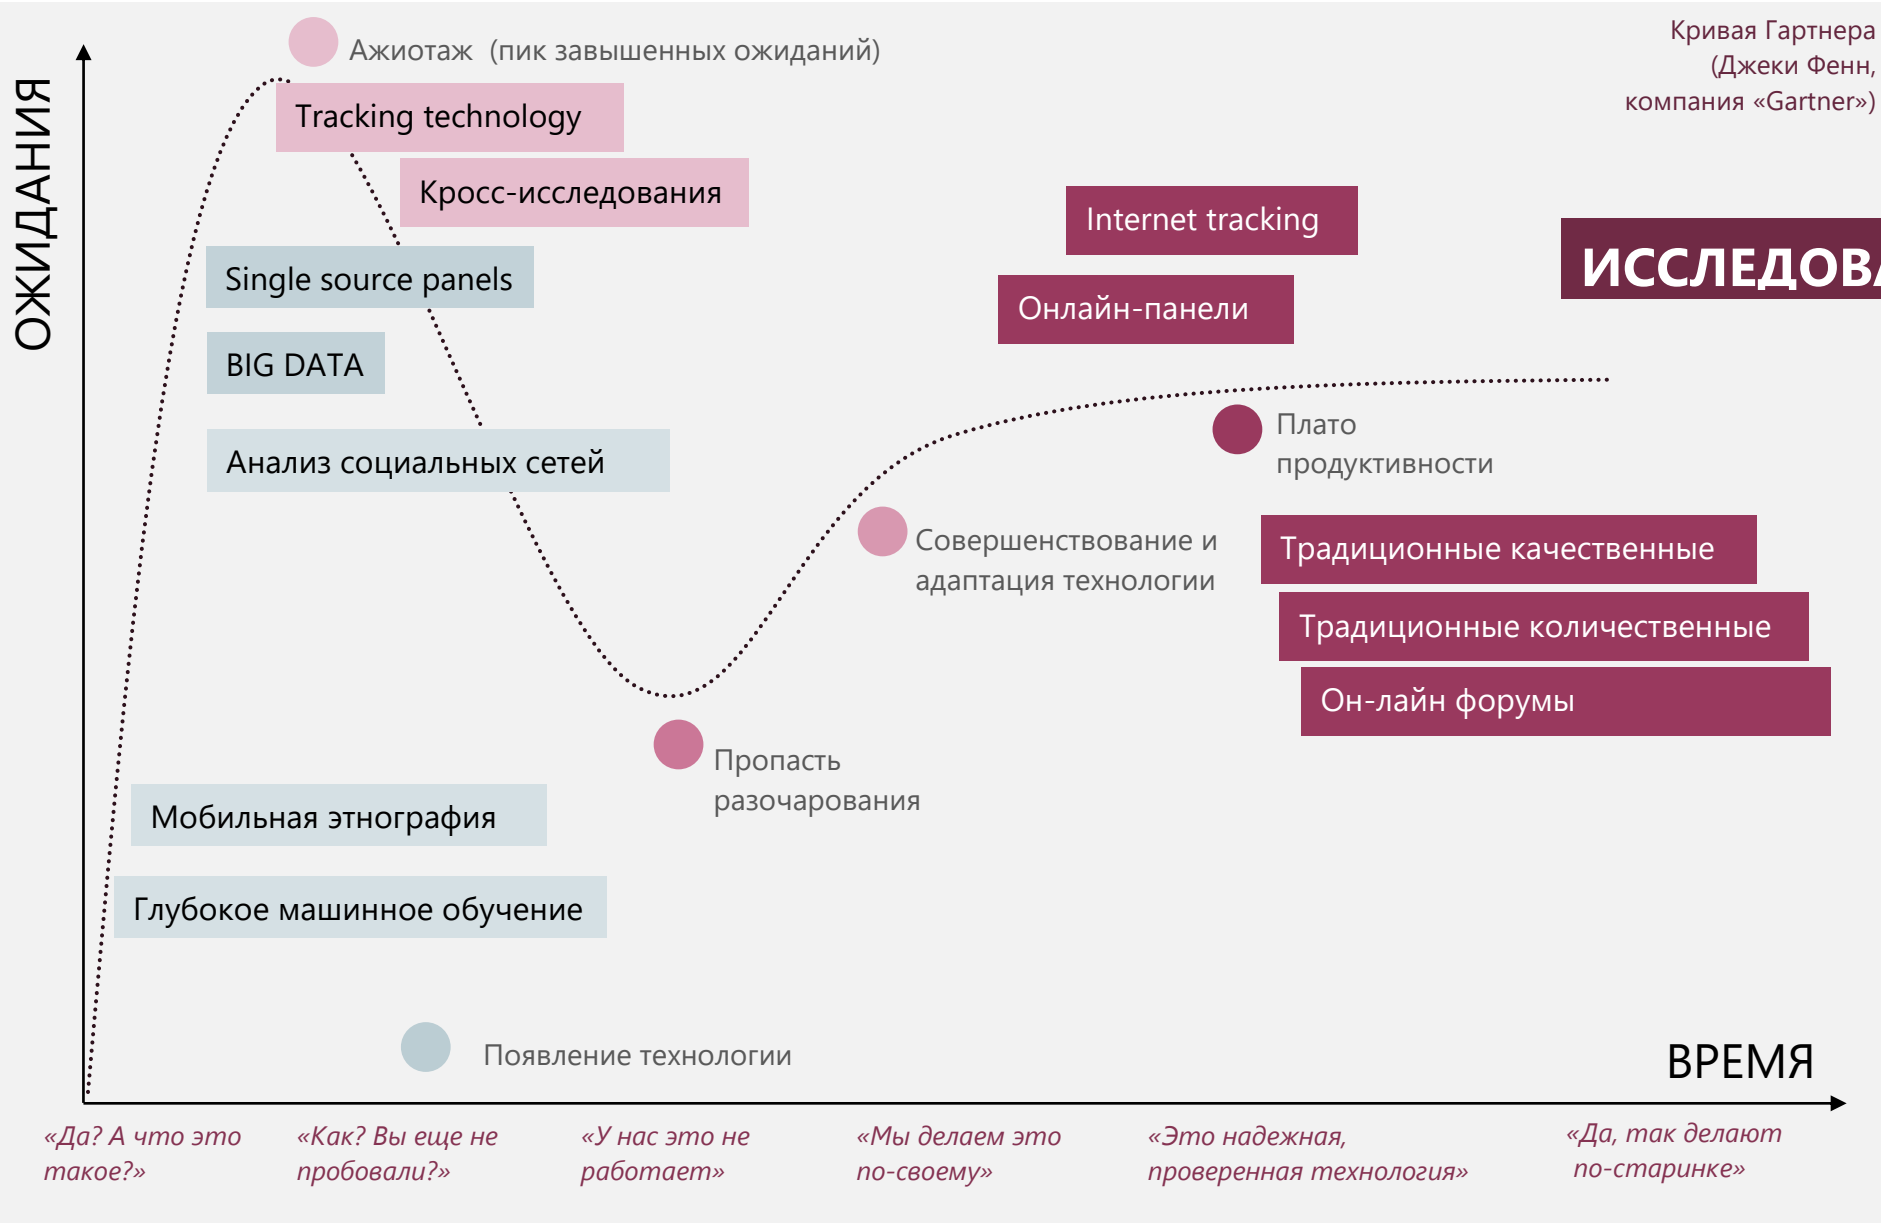 Кривая Гартнера
(Джеки Фенн,
компания «Gartner»)
ОЖИДАНИЯ
Ажиотаж (пик завышенных ожиданий)
Tracking technology
Кросс-исследования
Internet tracking
Single source panels
Онлайн-панели
BIG DATA
Анализ социальных сетей
Плато
продуктивности
Совершенствование и
адаптация технологии
Традиционные качественные
Традиционные количественные
Он-лайн форумы
Пропасть
разочарования
Мобильная этнография
Глубокое машинное обучение
Появление технологии
ВРЕМЯ
«Да? А что это
такое?»
«Как? Вы еще не
пробовали?»
«У нас это не
работает»
«Мы делаем это
по-своему»
«Это надежная,
проверенная технология»
«Да, так делают
по-старинке»